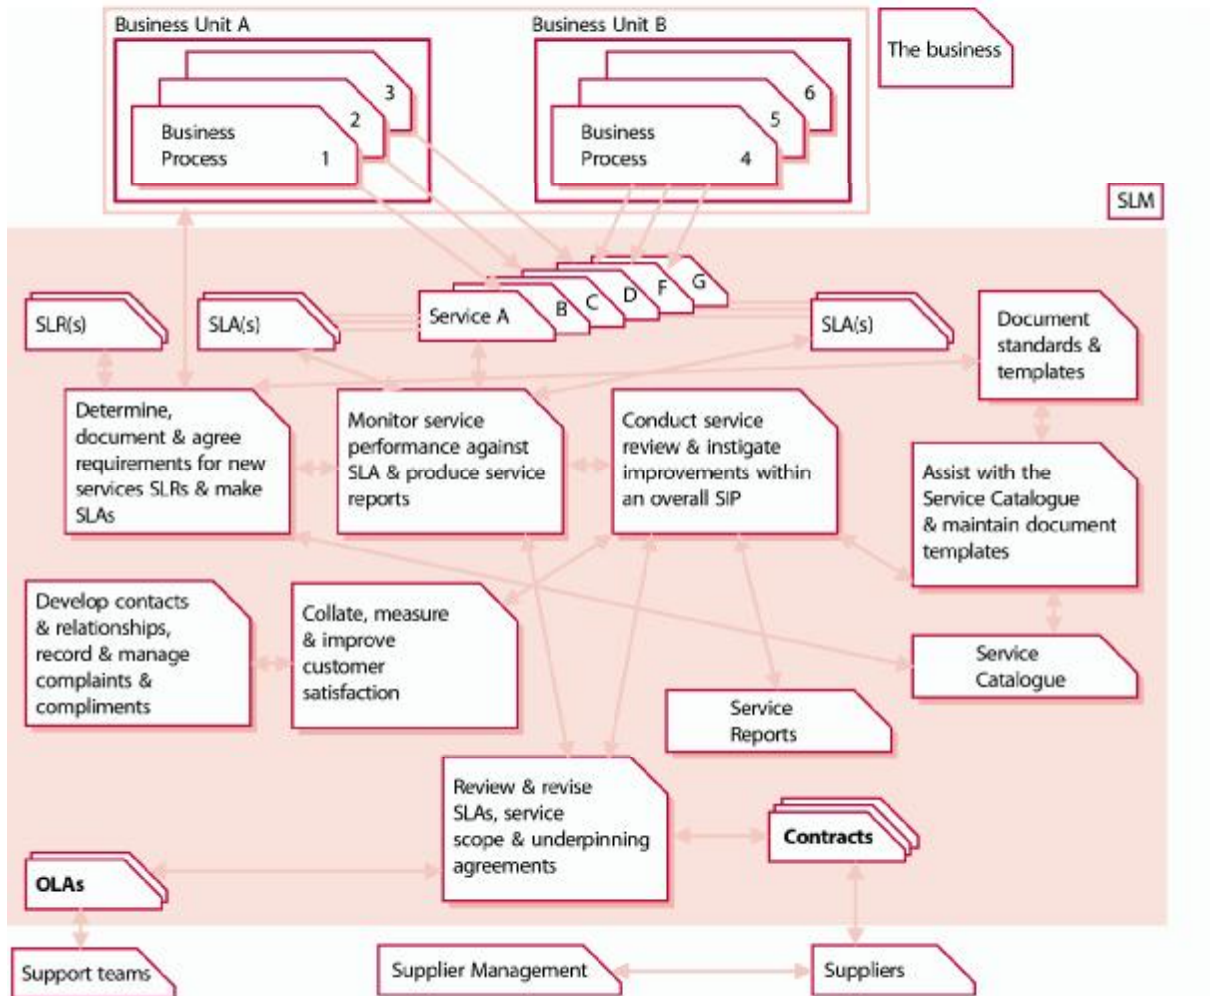 Business Unit A
Business Unit B
The business
3
2
Business
Process 1
6
5
Business
Process 4
SLM
SLR(s)
SLA(s)
Service A
B
C
D
F
G
SLA(s)
Document
standards &
templates
Determine,
document & agree
requirements for new
services SLRs & make
SLAs
Monitor service
performance against
SLA & produce service
reports
Conduct service
review & instigate
improvements within
an overall SIP
Assist with the
Service Catalogue
& maintain document
templates
Develop contacts
& relationships,
record & manage
complaints &
compliments
Collate, measure
& improve
customer
satisfaction
Service
Catalogue
Service
Reports
Review & revise
SLAs, service
scope & underpinning
agreements
Contracts
OLAs
Support teams
Supplier Management
Suppliers